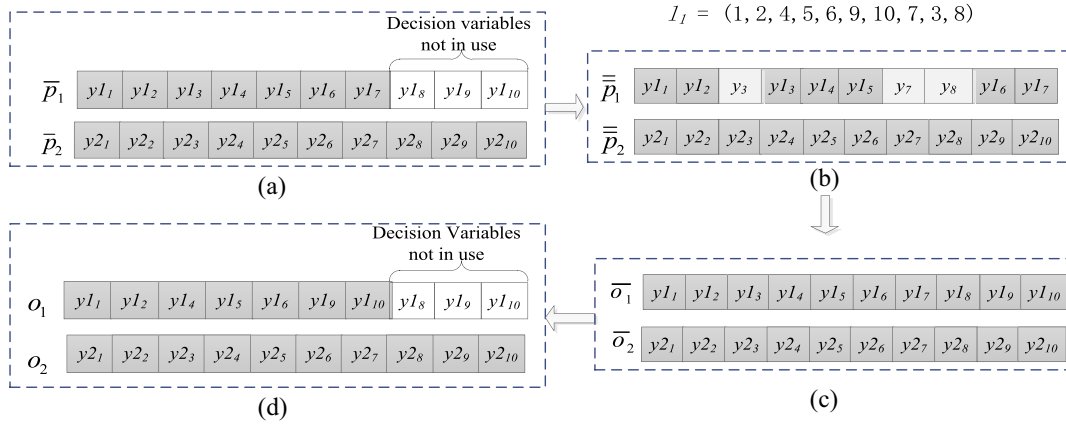 Decision variables
not in use
p̅₁ y1₁ y1₂ y1₃ y1₄ y1₅ y1₆ y1₇ y1₈ y1₉ y1₁₀
p̅₂ y2₁ y2₂ y2₃ y2₄ y2₅ y2₆ y2₇ y2₈ y2₉ y2₁₀
(a)
l₁ = (1, 2, 4, 5, 6, 9, 10, 7, 3, 8)
p̿₁ y1₁ y1₂ y₃ y1₃ y1₄ y1₅ y₇ y₈ y1₆ y1₇
p̿₂ y2₁ y2₂ y2₃ y2₄ y2₅ y2₆ y2₇ y2₈ y2₉ y2₁₀
(b)
Decision Variables
not in use
o₁ y1₁ y1₂ y1₄ y1₅ y1₆ y1₉ y1₁₀ y1₈ y1₉ y1₁₀
o₂ y2₁ y2₂ y2₃ y2₄ y2₅ y2₆ y2₇ y2₈ y2₉ y2₁₀
(d)
o̅₁ y1₁ y1₂ y1₃ y1₄ y1₅ y1₆ y1₇ y1₈ y1₉ y1₁₀
o̅₂ y2₁ y2₂ y2₃ y2₄ y2₅ y2₆ y2₇ y2₈ y2₉ y2₁₀
(c)